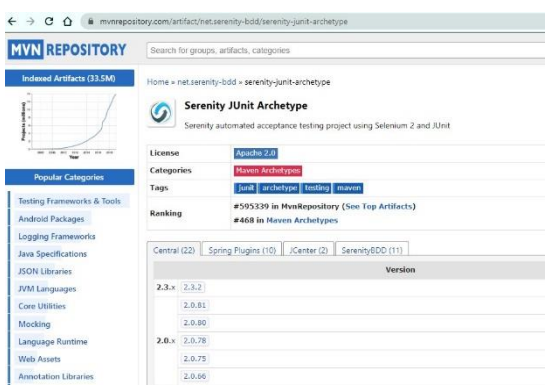 mvnrepository.com/artifact/net.serenity-bdd/serenity-junit-archetype
MVN REPOSITORY
Search for groups, artifacts, categories
Indexed Artifacts (33.5M)
Projects (millions)
Year
Popular Categories
Testing Frameworks & Tools
Android Packages
Logging Frameworks
Java Specifications
JSON Libraries
JVM Languages
Core Utilities
Mocking
Language Runtime
Web Assets
Annotation Libraries
Home » net.serenity-bdd » serenity-junit-archetype
Serenity JUnit Archetype
Serenity automated acceptance testing project using Selenium 2 and JUnit
License Apache 2.0
Categories Maven Archetypes
Tags junit archetype testing maven
Ranking #595339 in MvnRepository (See Top Artifacts)
#468 in Maven Archetypes
Central (22) Spring Plugins (10) JCenter (2) SerenityBDD (11)
Version
2.3.x 2.3.2
2.0.81
2.0.80
2.0.x 2.0.78
2.0.75
2.0.66